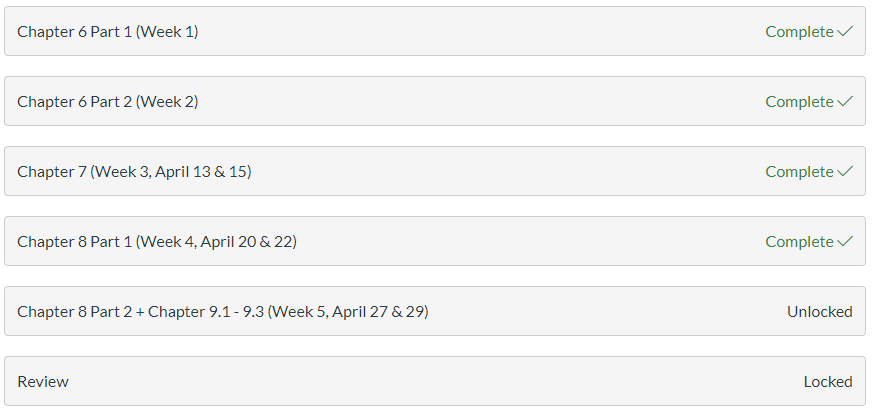 Chapter 6 Part 1 (Week 1) Complete
Chapter 6 Part 2 (Week 2) Complete
Chapter 7 (Week 3, April 13 & 15) Complete
Chapter 8 Part 1 (Week 4, April 20 & 22) Complete
Chapter 8 Part 2 + Chapter 9.1 - 9.3 (Week 5, April 27 & 29) Unlocked
Review Locked